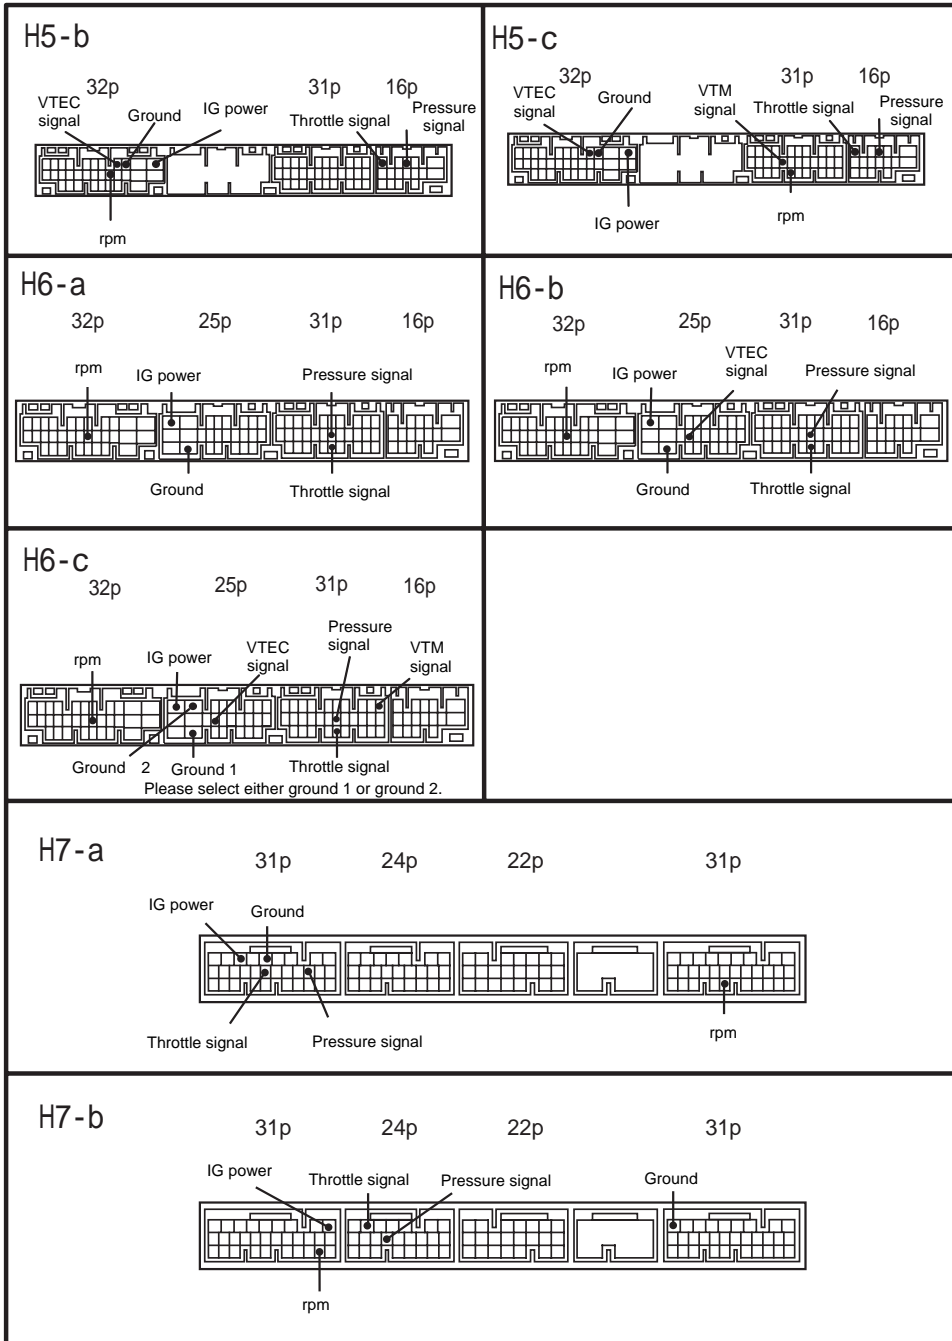 H5-b
32p 31p 16p
VTEC
signal
Ground
IG power
Throttle signal
Pressure
signal
rpm
H5-c
32p 31p 16p
VTEC
signal
Ground
VTM
signal
Throttle signal
Pressure
signal
IG power
rpm
H6-a
32p 25p 31p 16p
rpm
IG power
Pressure signal
Ground
Throttle signal
H6-b
32p 25p 31p 16p
rpm
IG power
VTEC
signal
Pressure signal
Ground
Throttle signal
H6-c
32p 25p 31p 16p
rpm
IG power
VTEC
signal
Pressure
signal
VTM
signal
Ground 2
Ground 1
Throttle signal
Please select either ground 1 or ground 2.
H7-a
31p 24p 22p 31p
IG power
Ground
Throttle signal
Pressure signal
rpm
H7-b
31p 24p 22p 31p
IG power
Throttle signal
Pressure signal
Ground
rpm